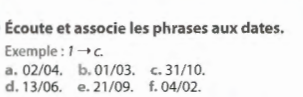 Écoute et associe les phrases aux dates.
Exemple : 1 → c.
a. 02/04. b. 01/03. c. 31/10.
d. 13/06. e. 21/09. f. 04/02.